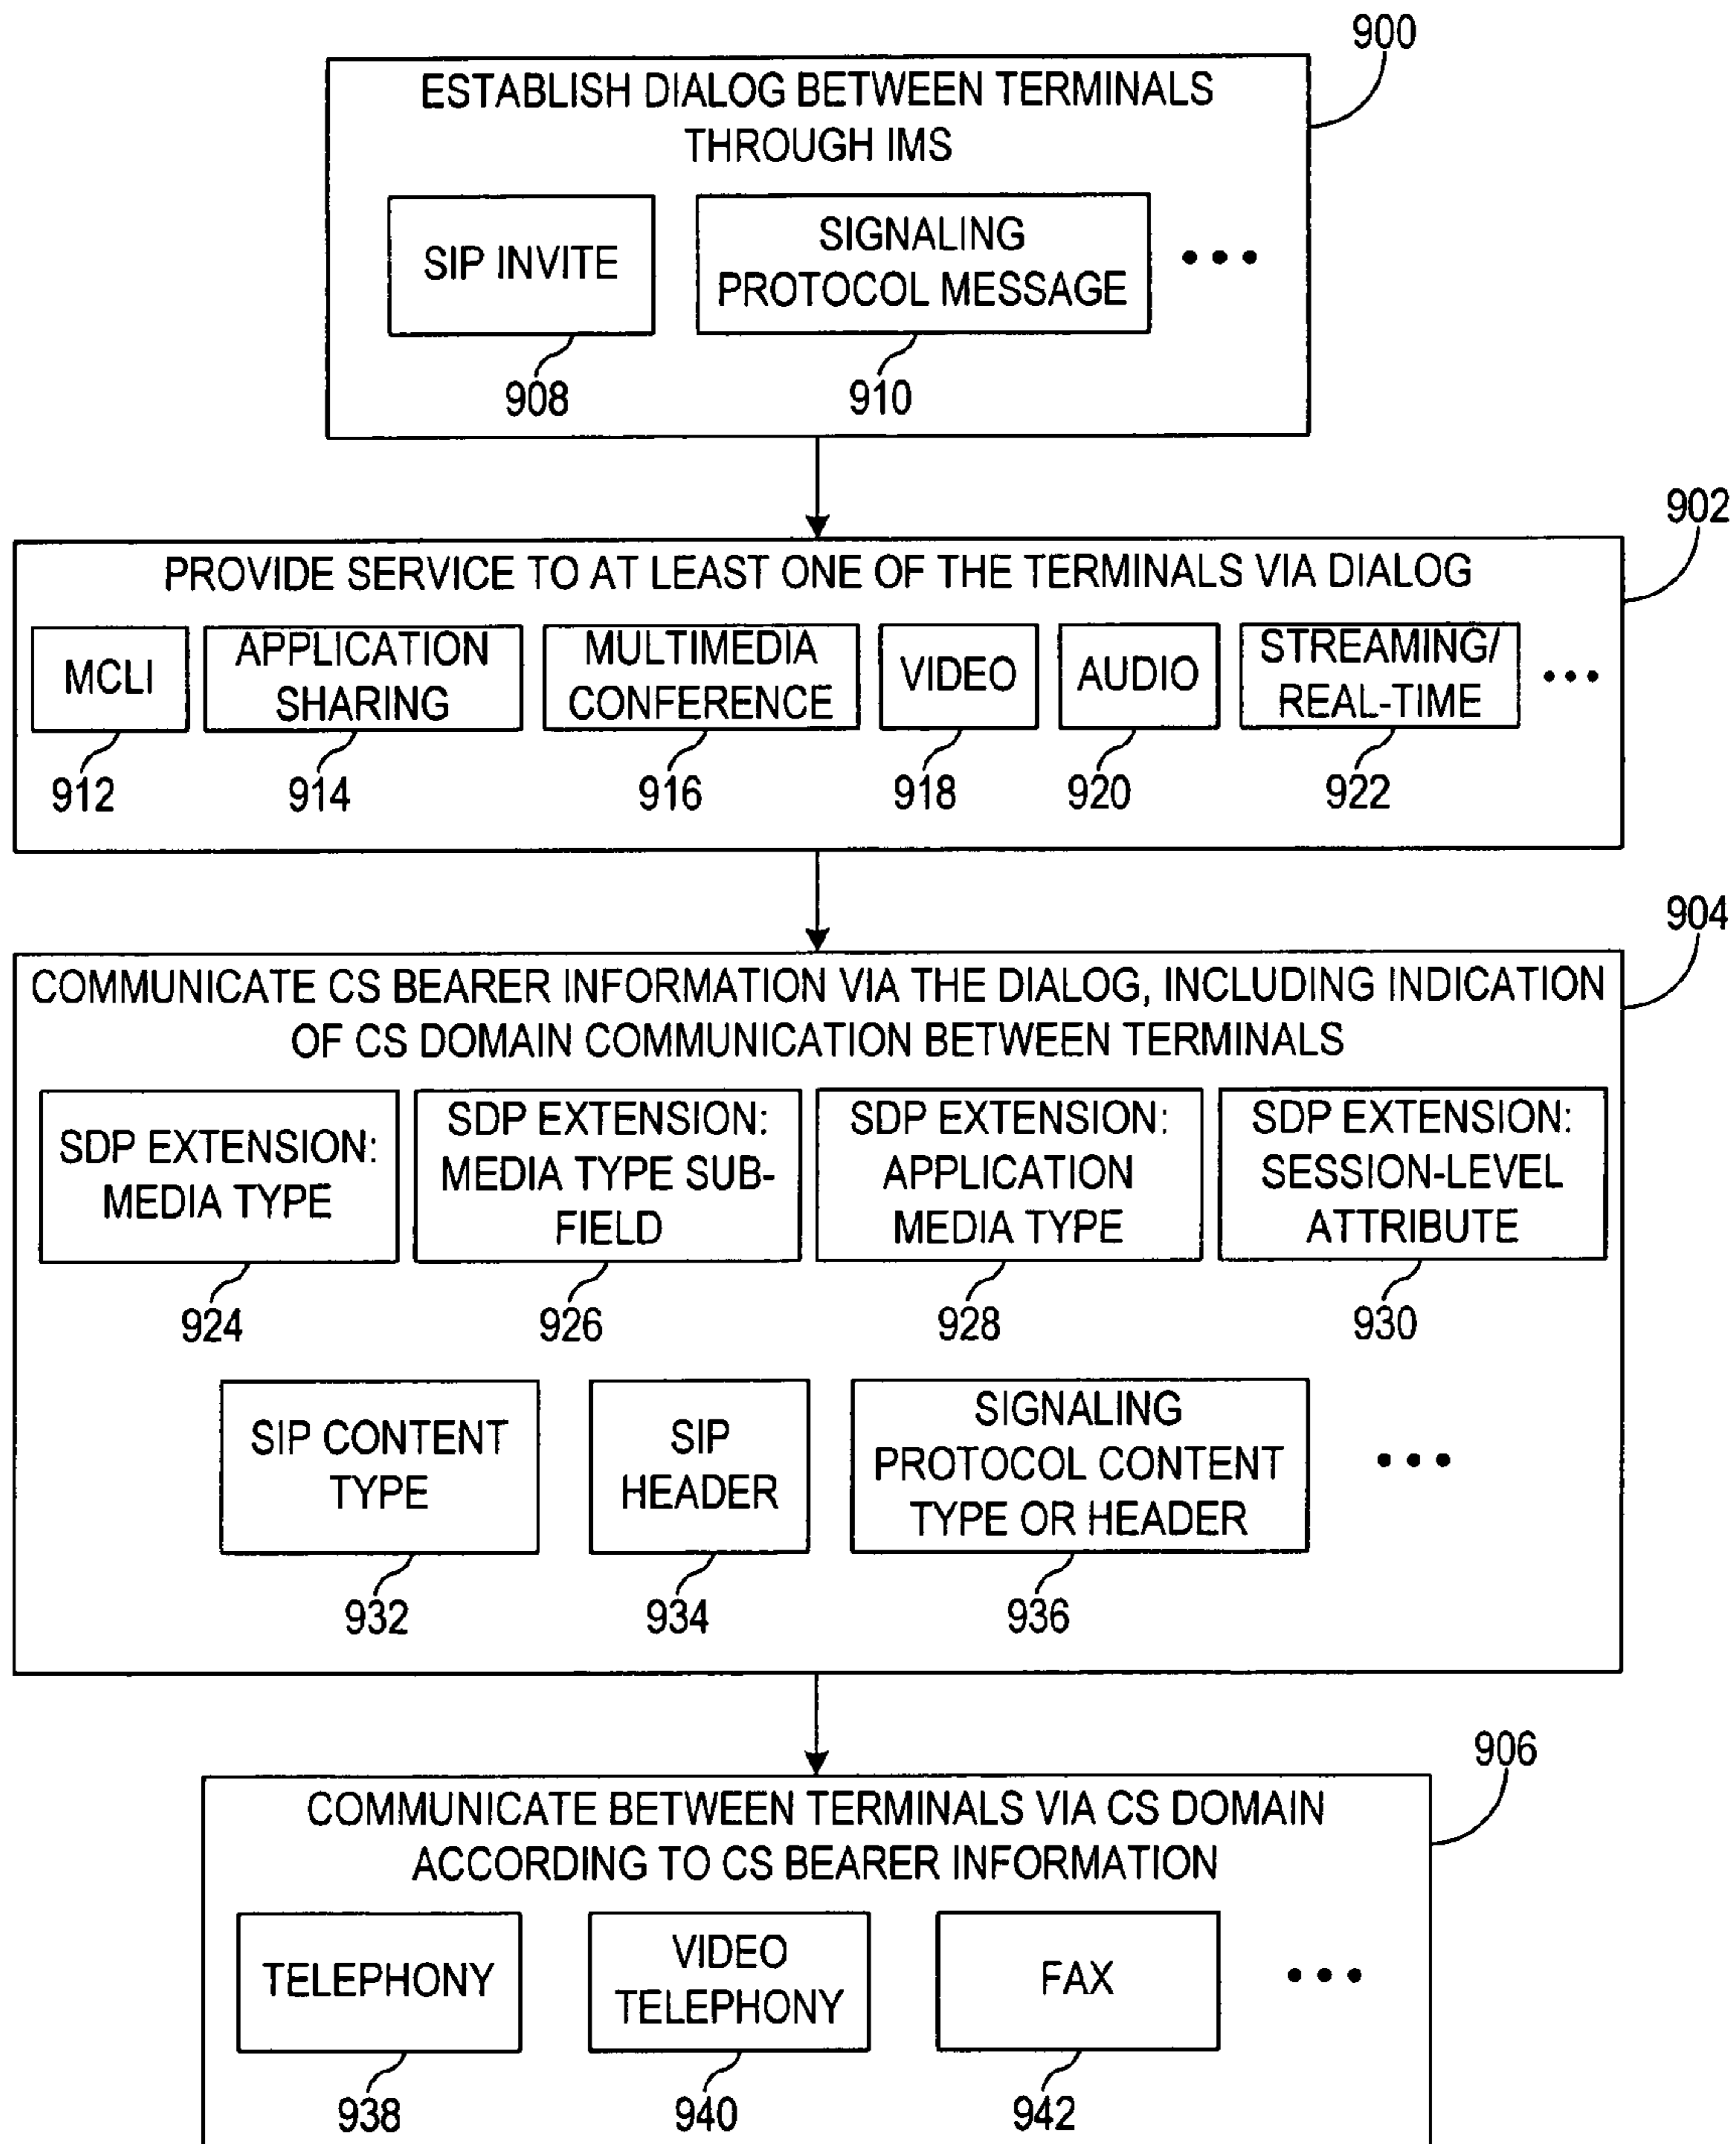 900
ESTABLISH DIALOG BETWEEN TERMINALS
THROUGH IMS
SIP INVITE
SIGNALING
PROTOCOL MESSAGE
908
910
902
PROVIDE SERVICE TO AT LEAST ONE OF THE TERMINALS VIA DIALOG
MCLI
APPLICATION
SHARING
MULTIMEDIA
CONFERENCE
VIDEO
AUDIO
STREAMING/
REAL-TIME
912
914
916
918
920
922
904
COMMUNICATE CS BEARER INFORMATION VIA THE DIALOG, INCLUDING INDICATION
OF CS DOMAIN COMMUNICATION BETWEEN TERMINALS
SDP EXTENSION:
MEDIA TYPE
SDP EXTENSION:
MEDIA TYPE SUB-
FIELD
SDP EXTENSION:
APPLICATION
MEDIA TYPE
SDP EXTENSION:
SESSION-LEVEL
ATTRIBUTE
924
926
928
930
SIP CONTENT
TYPE
SIP
HEADER
SIGNALING
PROTOCOL CONTENT
TYPE OR HEADER
932
934
936
906
COMMUNICATE BETWEEN TERMINALS VIA CS DOMAIN
ACCORDING TO CS BEARER INFORMATION
TELEPHONY
VIDEO
TELEPHONY
FAX
938
940
942